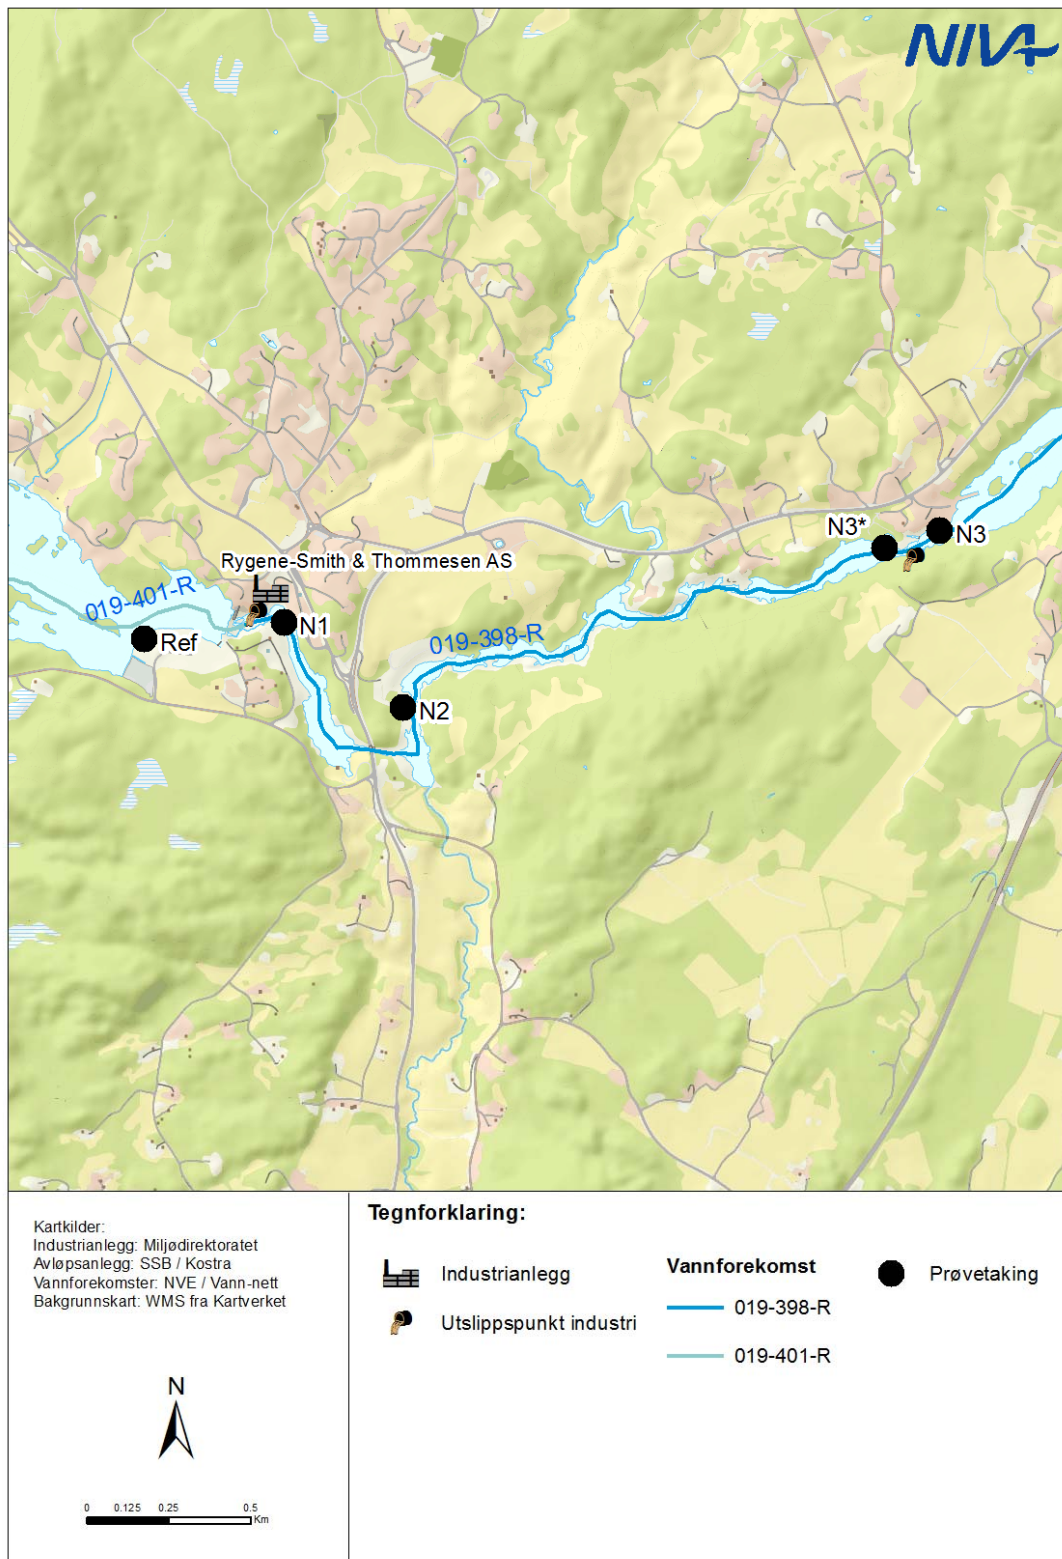 NIVA
N3*
N3
Rygene-Smith & Thommesen AS
019-401-R
N1
Ref
019-398-R
N2
Tegnforklaring:
Kartkilder:
Industrianlegg: Miljødirektoratet
Avløpsanlegg: SSB / Kostra
Vannforekomster: NVE / Vann-nett
Bakgrunnskart: WMS fra Kartverket
Industrianlegg
Utslippspunkt industri
Vannforekomst
019-398-R
019-401-R
Prøvetaking
N
0 0.125 0.25 0.5
Km